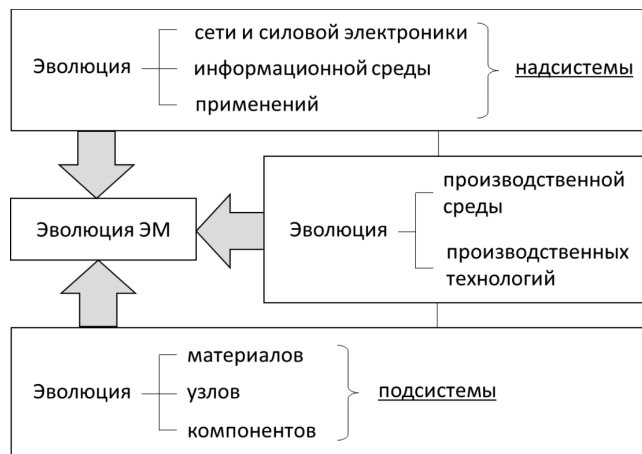 сети и силовой электроники
Эволюция
информационной среды
надсистемы
применений
Эволюция ЭМ
Эволюция
производственной
среды
производственных
технологий
материалов
Эволюция
узлов
подсистемы
компонентов